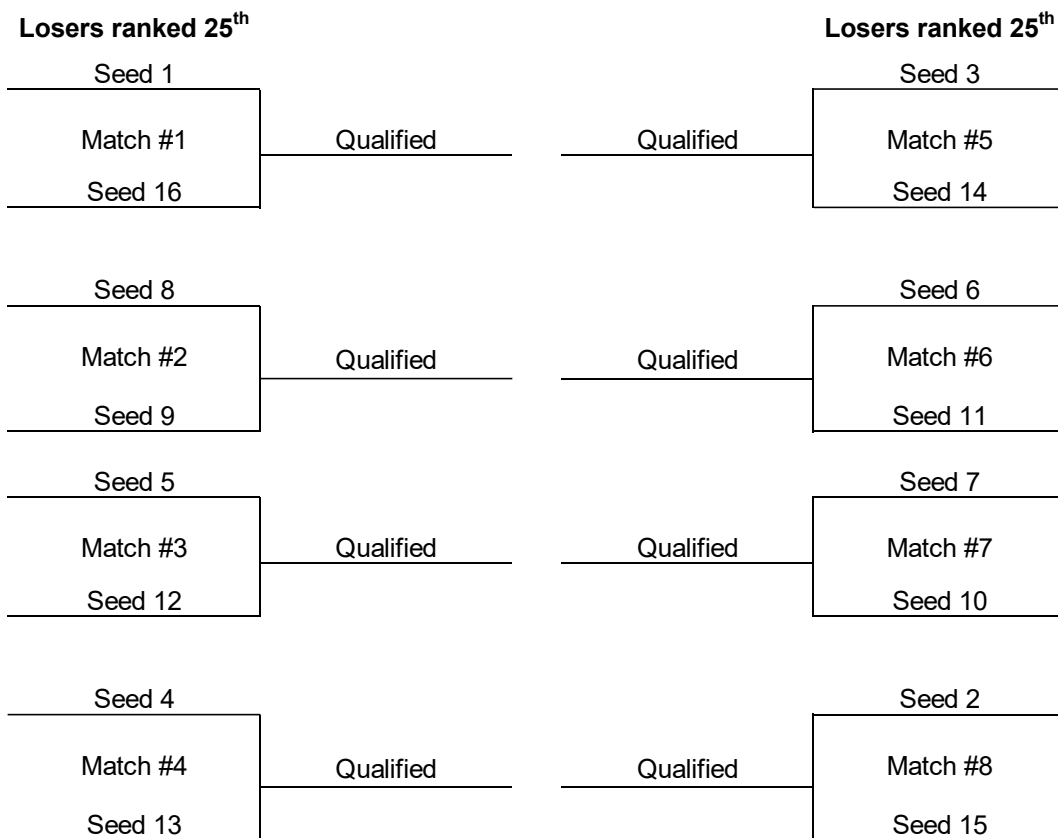 Losers ranked 25th
Seed 1
Match #1
Qualified
Seed 16
Seed 8
Match #2
Qualified
Seed 9
Seed 5
Match #3
Qualified
Seed 12
Seed 4
Match #4
Qualified
Seed 13
Losers ranked 25th
Seed 3
Qualified
Match #5
Seed 14
Seed 6
Qualified
Match #6
Seed 11
Seed 7
Qualified
Match #7
Seed 10
Seed 2
Qualified
Match #8
Seed 15